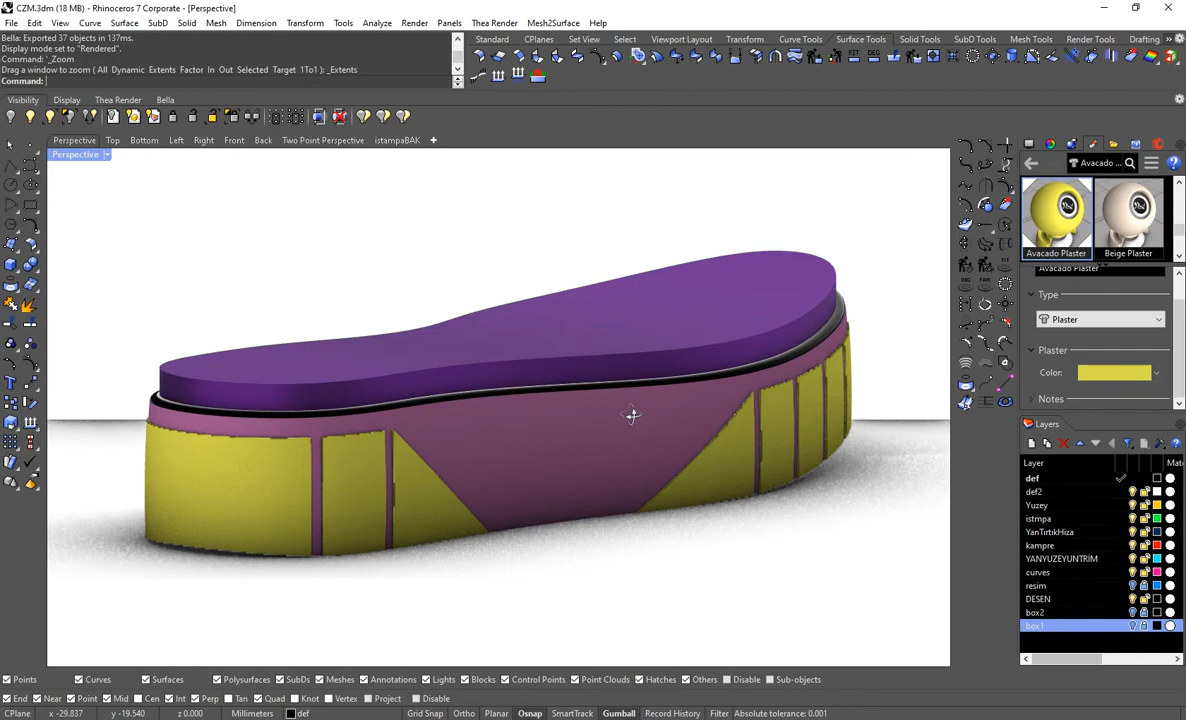 CZM.3dm (18 MB) - Rhinoceros 7 Corporate - [Perspective]
File Edit View Curve Surface SubD Solid Mesh Dimension Transform Tools Analyze Render Panels Thea Render Mesh2Surface Help
Bella: Exported 37 objects in 137ms.
Display mode set to "Rendered".
Command: '_Zoom
Drag a window to zoom ( All Dynamic Extents Factor In Out Selected Target 1To1 ): _Extents
Command:
Standard CPlanes Set View Select Viewport Layout Transform Curve Tools Surface Tools Solid Tools SubD Tools Mesh Tools Render Tools Drafting
Visibility Display Thea Render Bella
Perspective Top Bottom Left Right Front Back Two Point Perspective istampaBAK
Perspective
Avacado ...
Avacado Plaster Beige Plaster
Avacado Plaster
Type
Plaster
Plaster
Color:
Notes
Layers
Layer Mate
def
def2
Yuzey
istmpa
YanTırtıkHiza
kampre
YANYUZEYUNTRİM
curves
resim
DESEN
box2
box1
Points Curves Surfaces Polysurfaces SubDs Meshes Annotations Lights Blocks Control Points Point Clouds Hatches Others Disable Sub-objects
End Near Point Mid Cen Int Perp Tan Quad Knot Vertex Project Disable
CPlane x -29.837 y -19.540 z 0.000 Millimeters def Grid Snap Ortho Planar Osnap SmartTrack Gumball Record History Filter Absolute tolerance: 0.001